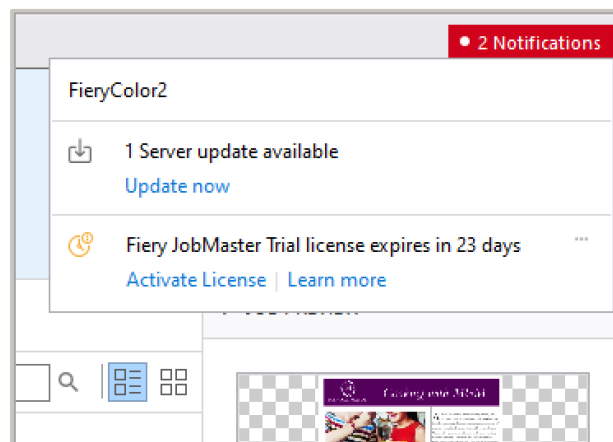 2 Notifications
FieryColor2
1 Server update available
Update now
Fiery JobMaster Trial license expires in 23 days
Activate License | Learn more